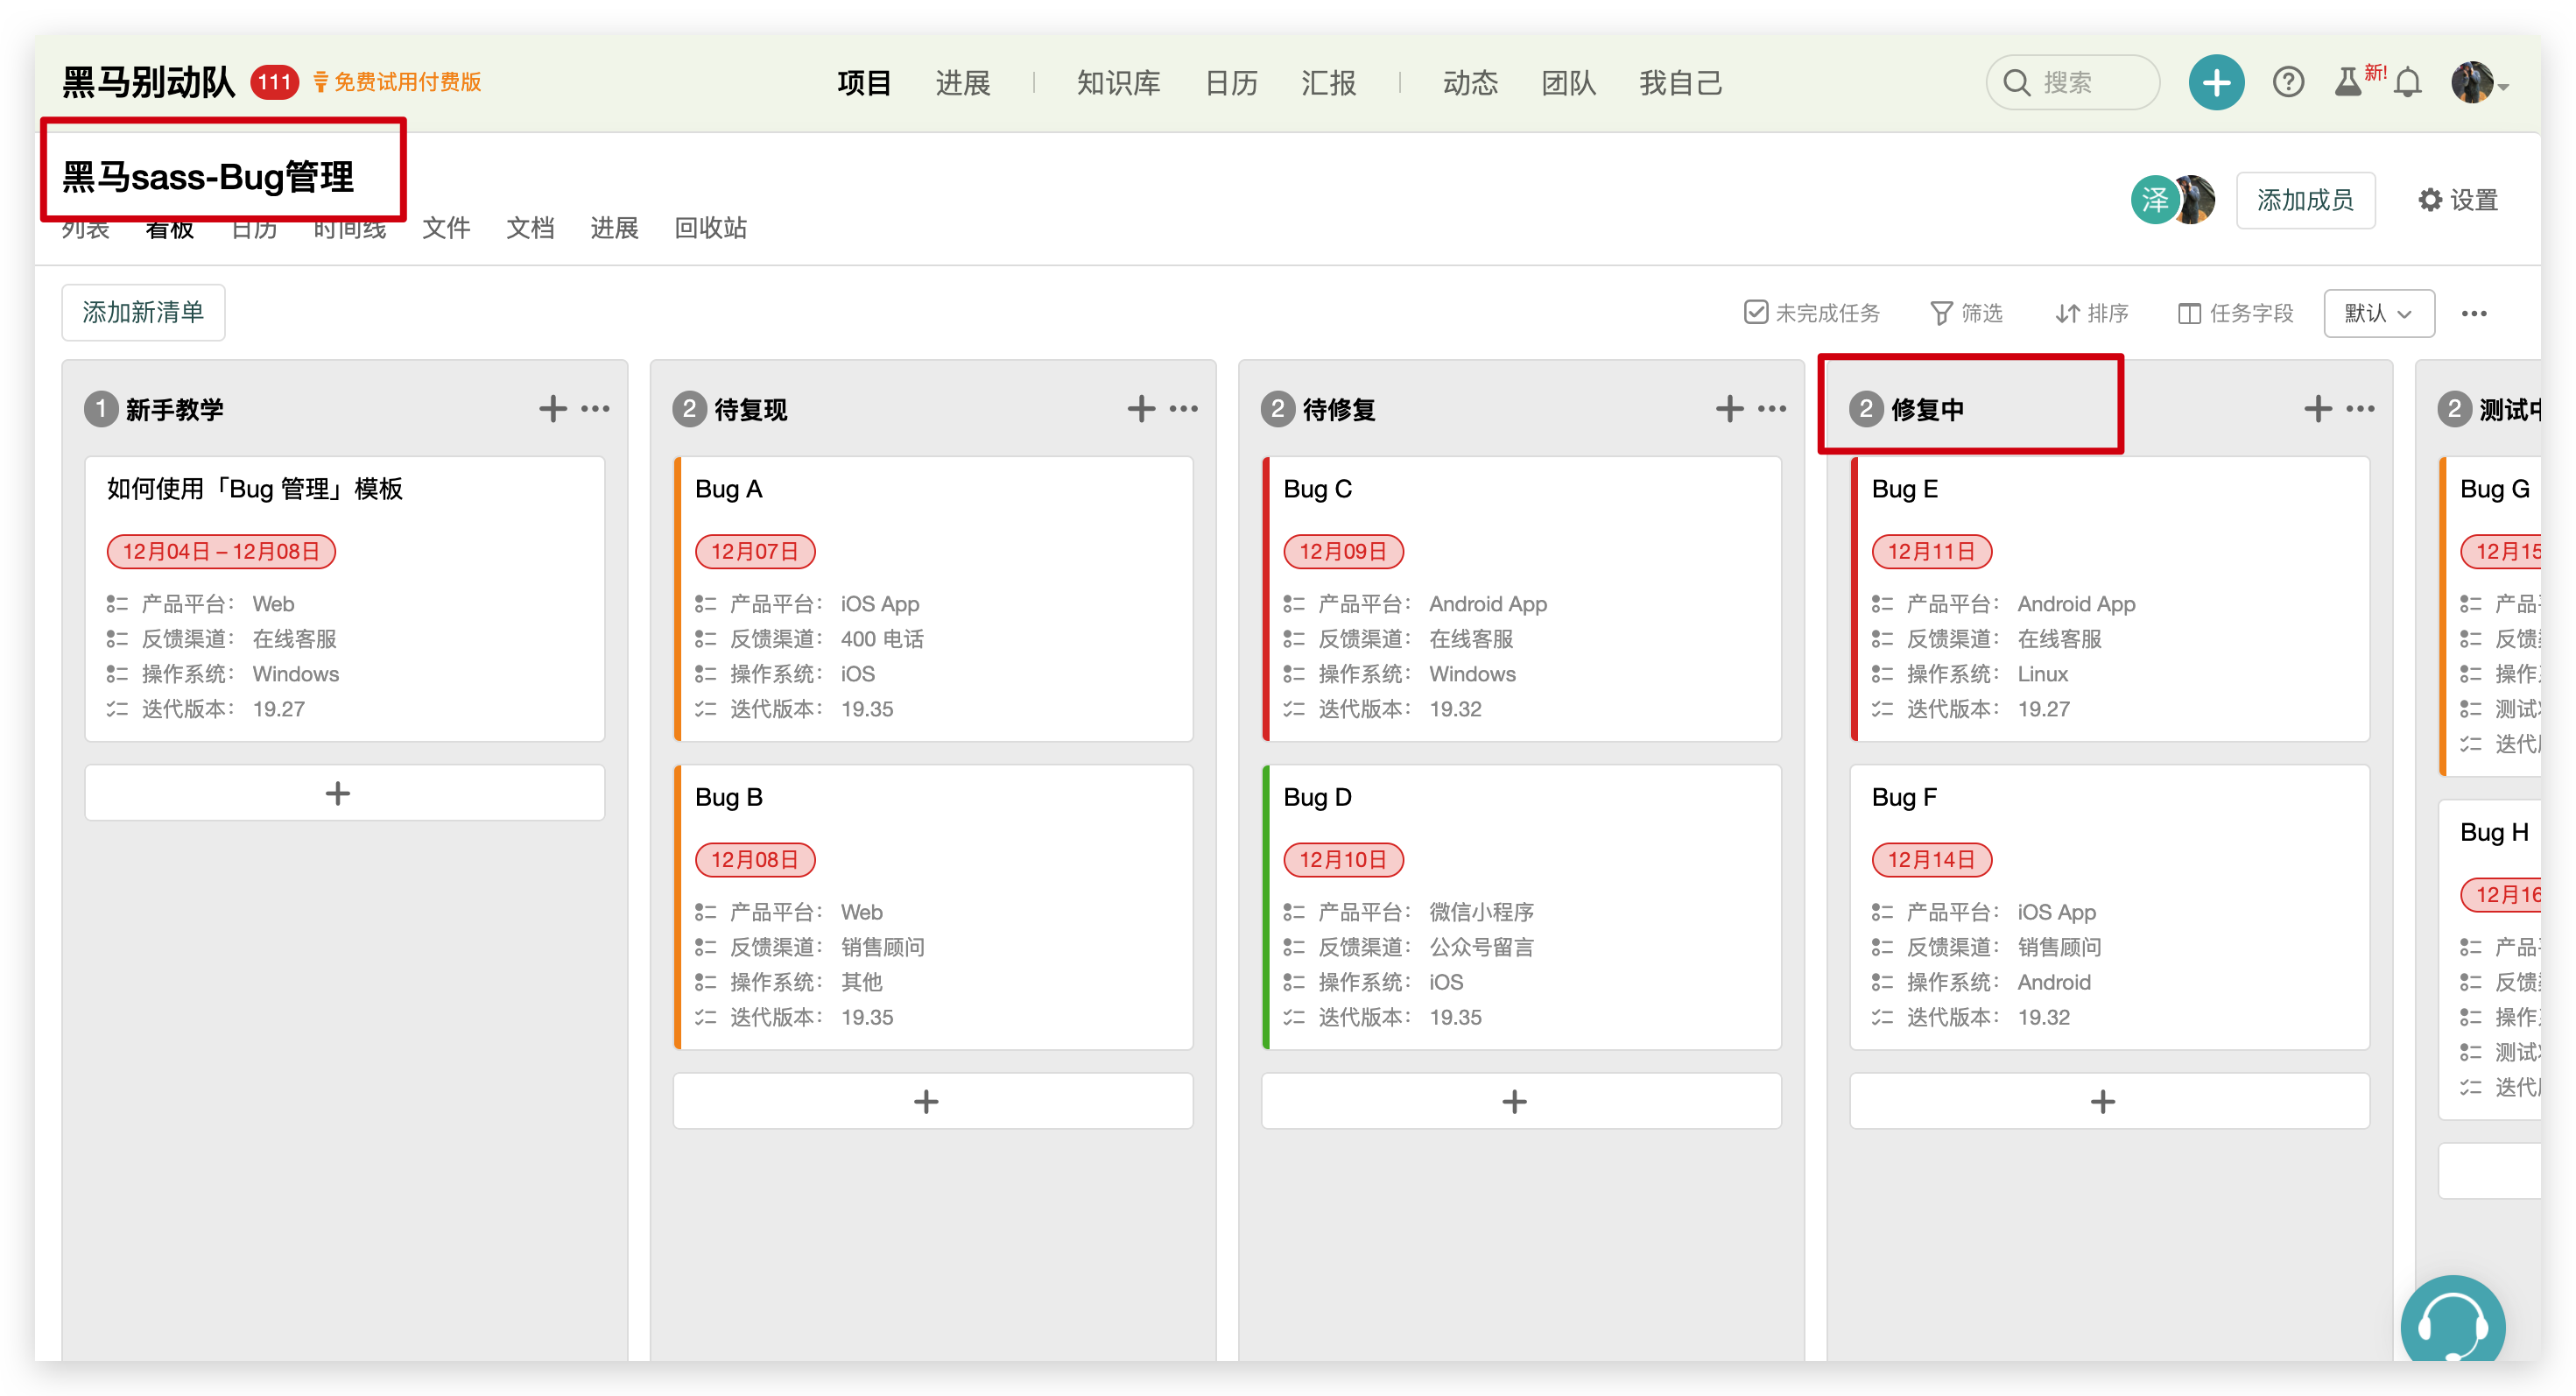 黑马别动队 111 免费试用付费版 项目 进展 知识库 日历 汇报 动态 团队 我自己 搜索 新!
黑马sass-Bug管理
泽 添加成员 设置
列表 看板 日历 时间线 文件 文档 进展 回收站
添加新清单 未完成任务 筛选 排序 任务字段 默认
1 新手教学
如何使用「Bug 管理」模板
12月04日 – 12月08日
产品平台： Web
反馈渠道： 在线客服
操作系统： Windows
迭代版本： 19.27
2 待复现
Bug A
12月07日
产品平台： iOS App
反馈渠道： 400 电话
操作系统： iOS
迭代版本： 19.35
Bug B
12月08日
产品平台： Web
反馈渠道： 销售顾问
操作系统： 其他
迭代版本： 19.35
2 待修复
Bug C
12月09日
产品平台： Android App
反馈渠道： 在线客服
操作系统： Windows
迭代版本： 19.32
Bug D
12月10日
产品平台： 微信小程序
反馈渠道： 公众号留言
操作系统： iOS
迭代版本： 19.35
2 修复中
Bug E
12月11日
产品平台： Android App
反馈渠道： 在线客服
操作系统： Linux
迭代版本： 19.27
Bug F
12月14日
产品平台： iOS App
反馈渠道： 销售顾问
操作系统： Android
迭代版本： 19.32
2 测试中
Bug G
12月15
产品
反馈
操作
测试
迭代
Bug H
12月16
产品
反馈
操作
测试
迭代